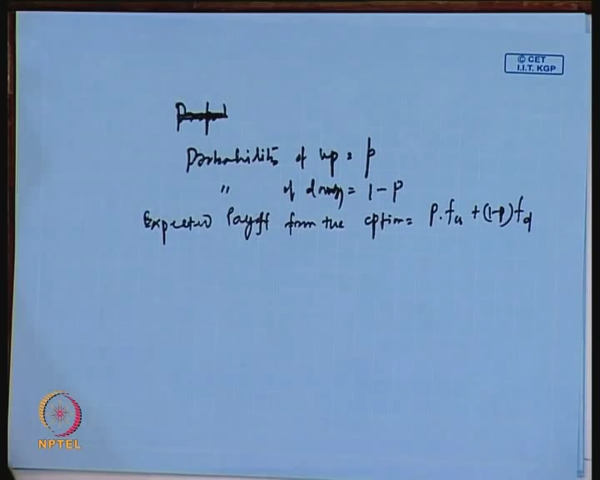 © CET
I.I.T. KGP
Probability of up = p
" of down = 1 - p
Expected Payoff from the option = p. fu + (1-p) fd
NPTEL